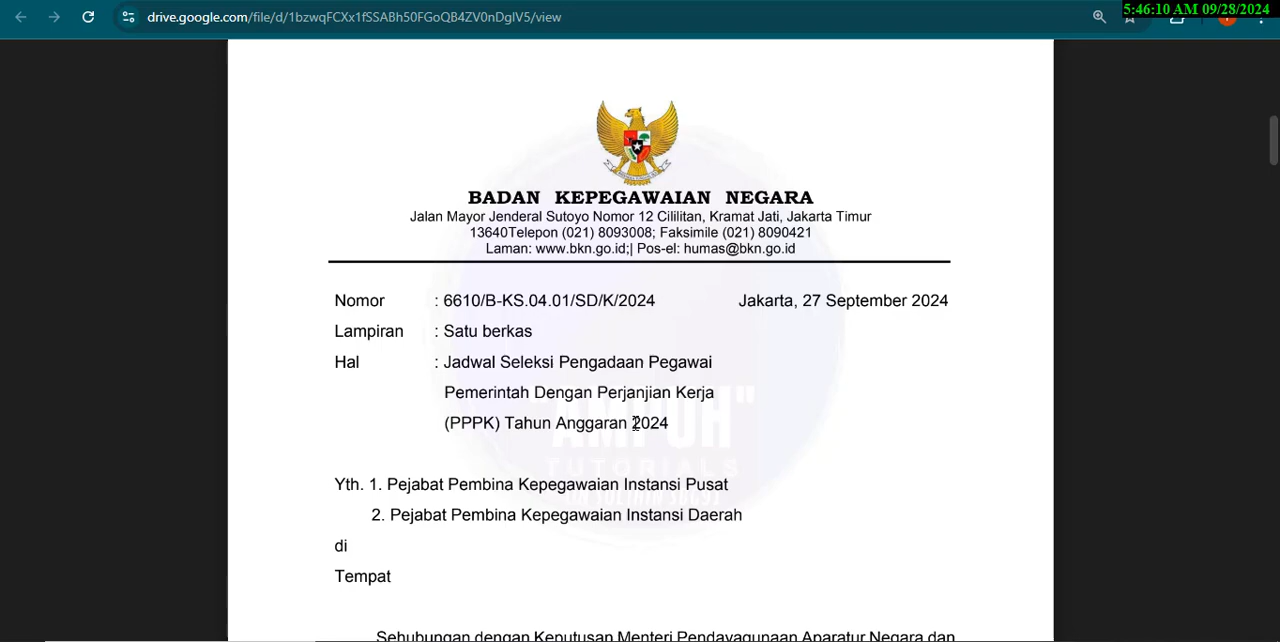 drive.google.com/file/d/1bzwqFCXx1fSSABh50FGoQB4ZV0nDglV5/view
5:46:10 AM 09/28/2024
BADAN KEPEGAWAIAN NEGARA
Jalan Mayor Jenderal Sutoyo Nomor 12 Cililitan, Kramat Jati, Jakarta Timur
13640Telepon (021) 8093008; Faksimile (021) 8090421
Laman: www.bkn.go.id;| Pos-el: humas@bkn.go.id
Nomor : 6610/B-KS.04.01/SD/K/2024 Jakarta, 27 September 2024
Lampiran : Satu berkas
Hal : Jadwal Seleksi Pengadaan Pegawai
Pemerintah Dengan Perjanjian Kerja
(PPPK) Tahun Anggaran 2024
"AMPUH"
TUTORIALS
Yth. 1. Pejabat Pembina Kepegawaian Instansi Pusat
2. Pejabat Pembina Kepegawaian Instansi Daerah
di
Tempat
Sehubungan dengan Keputusan Menteri Pendayagunaan Aparatur Negara dan